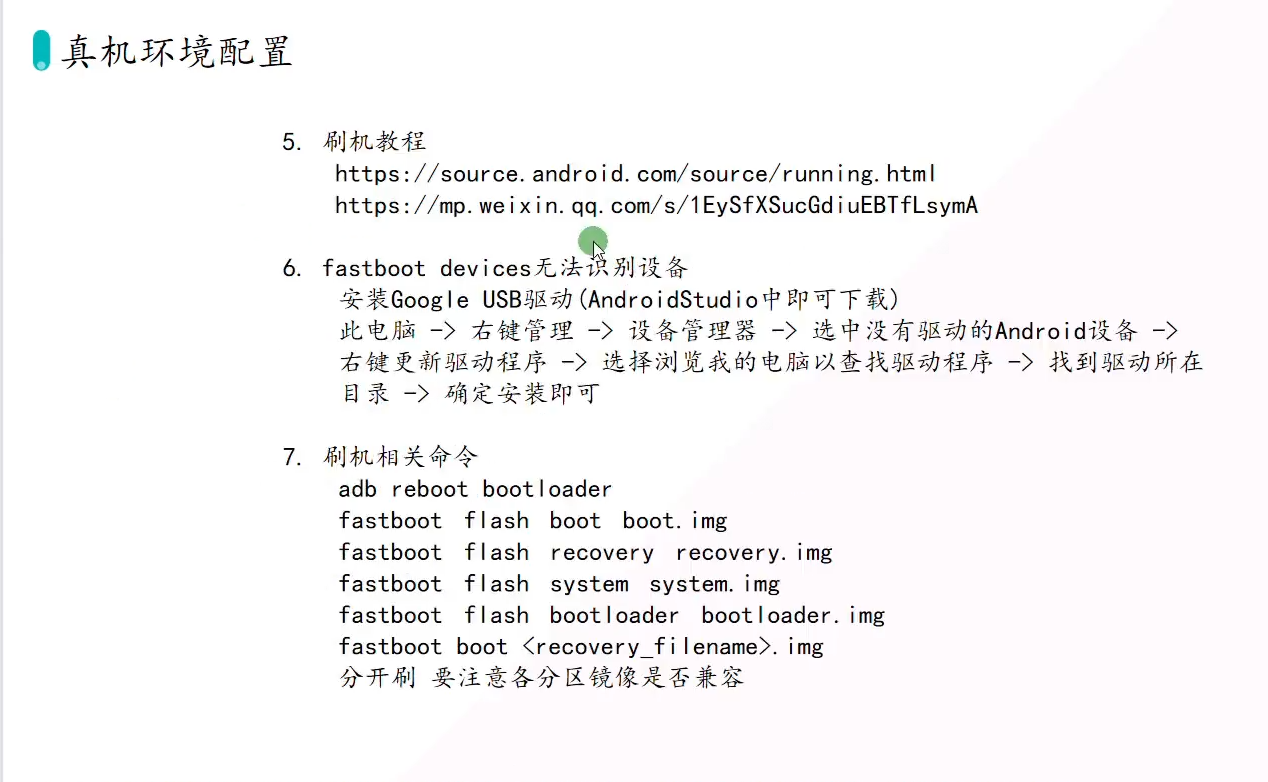 真机环境配置
5. 刷机教程
https://source.android.com/source/running.html
https://mp.weixin.qq.com/s/1EySfXSucGdiuEBTfLsymA
6. fastboot devices无法识别设备
安装Google USB驱动(AndroidStudio中即可下载)
此电脑 -> 右键管理 -> 设备管理器 -> 选中没有驱动的Android设备 ->
右键更新驱动程序 -> 选择浏览我的电脑以查找驱动程序 -> 找到驱动所在
目录 -> 确定安装即可
7. 刷机相关命令
adb reboot bootloader
fastboot flash boot boot.img
fastboot flash recovery recovery.img
fastboot flash system system.img
fastboot flash bootloader bootloader.img
fastboot boot <recovery_filename>.img
分开刷 要注意各分区镜像是否兼容